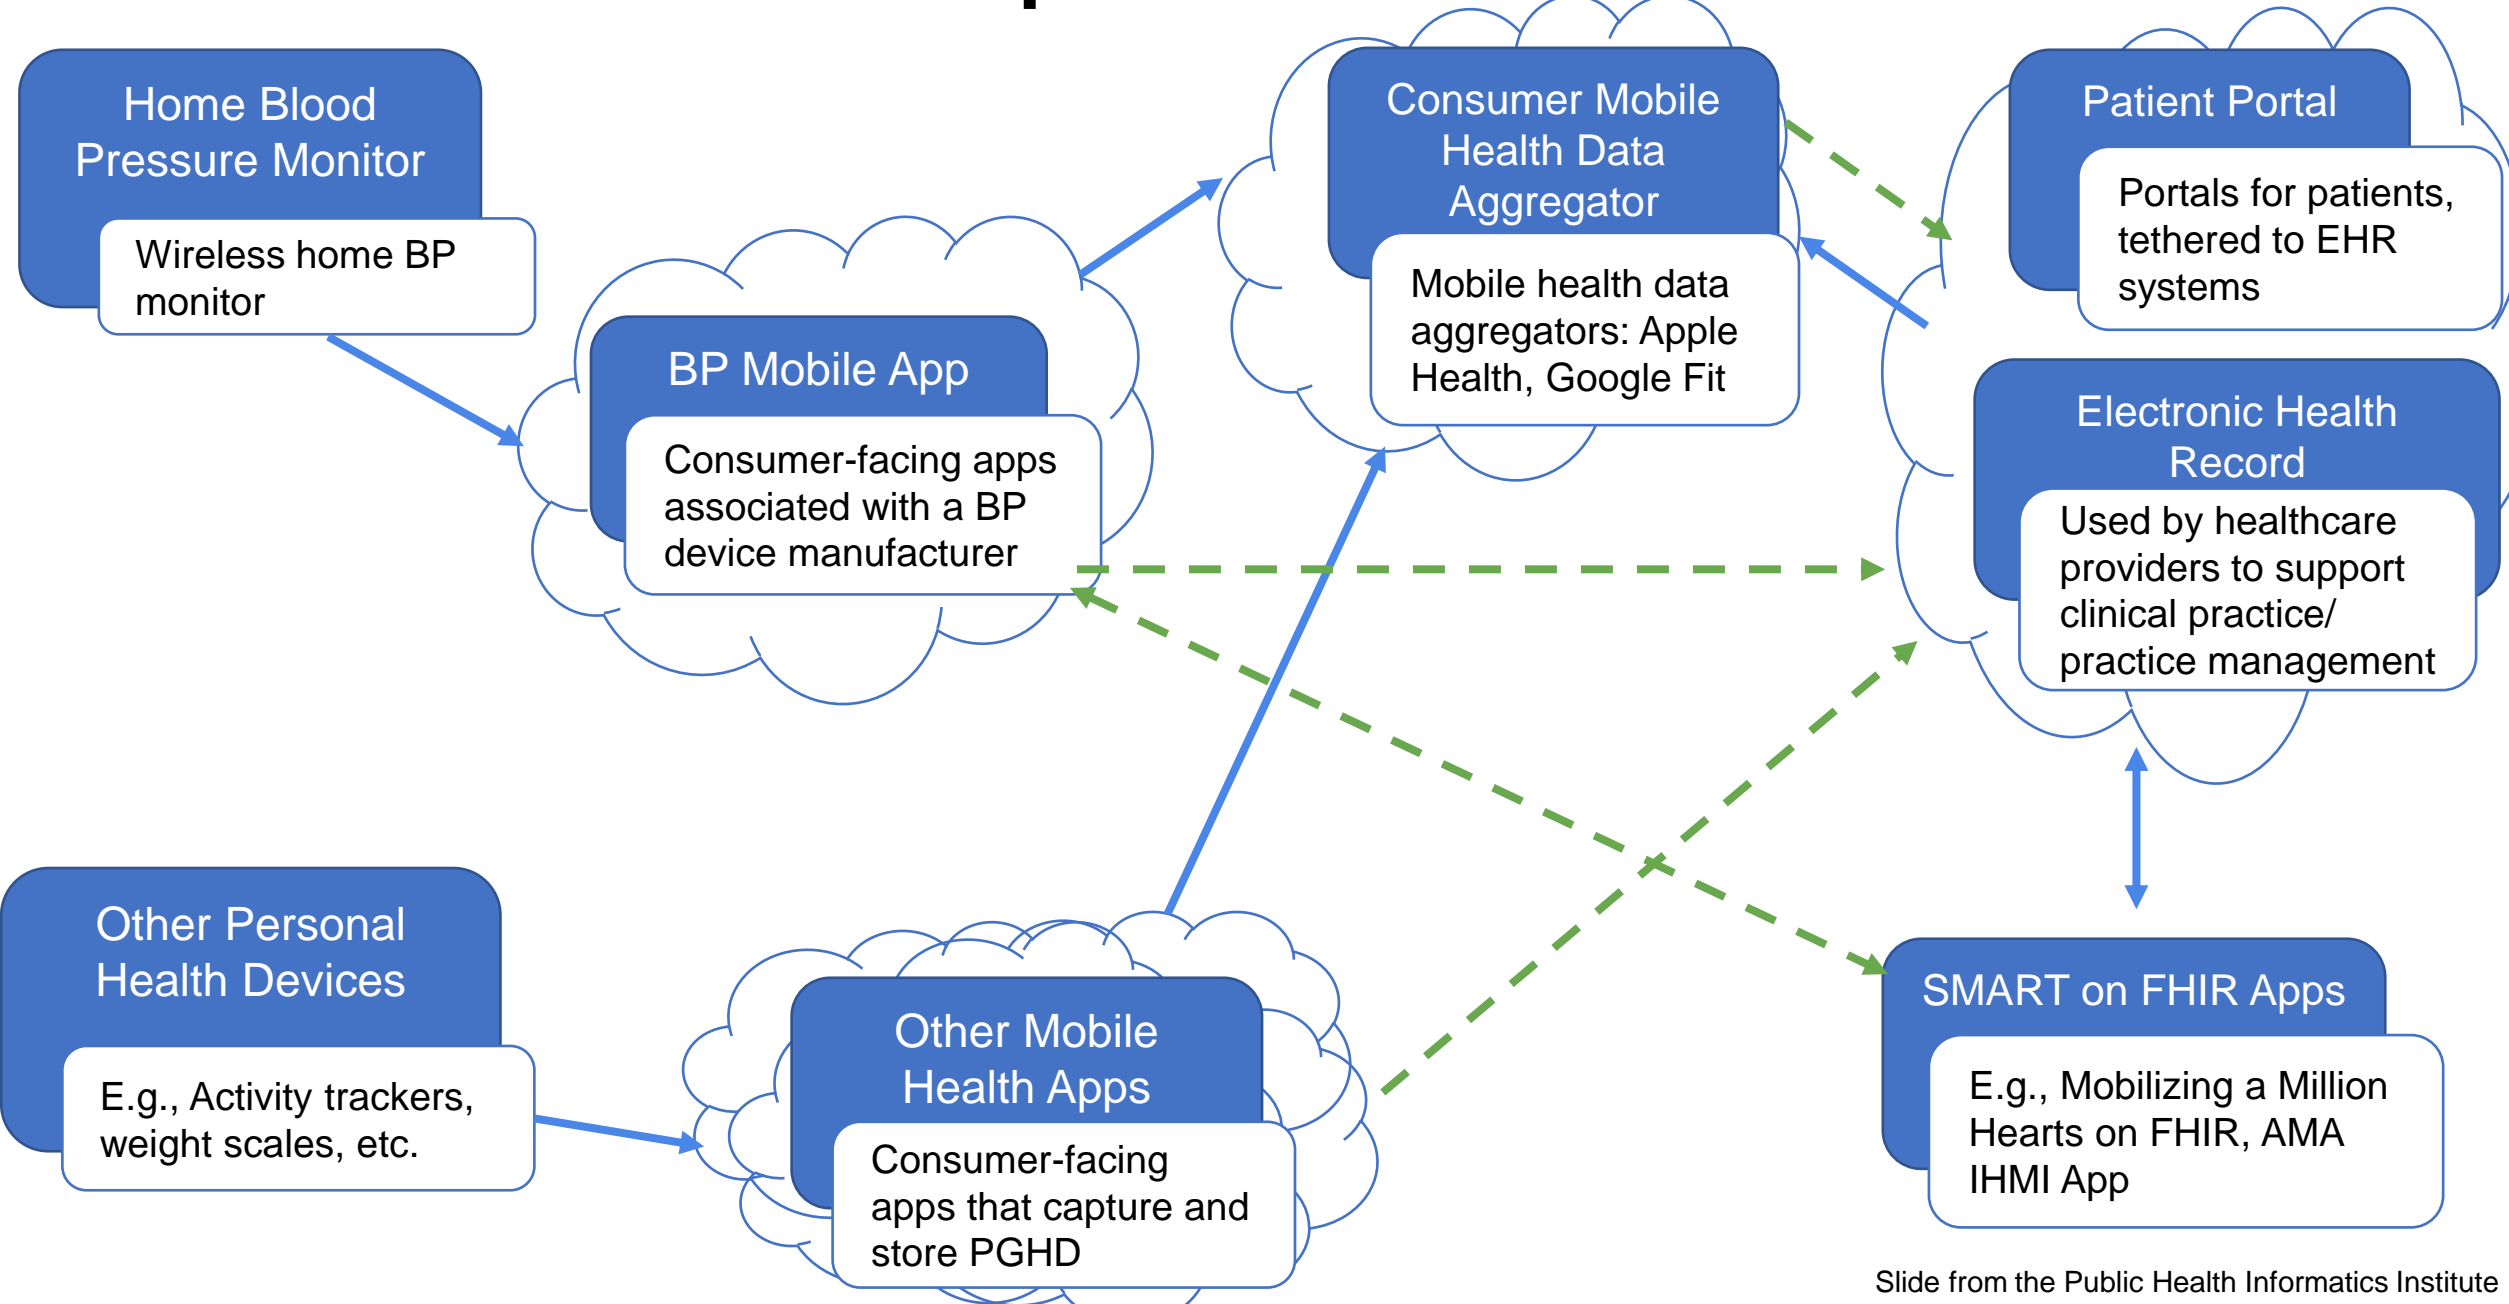 Home Blood
Pressure Monitor
Wireless home BP
monitor
BP Mobile App
Consumer-facing apps
associated with a BP
device manufacturer
Consumer Mobile
Health Data
Aggregator
Mobile health data
aggregators: Apple
Health, Google Fit
Patient Portal
Portals for patients,
tethered to EHR
systems
Electronic Health
Record
Used by healthcare
providers to support
clinical practice/
practice management
Other Personal
Health Devices
E.g., Activity trackers,
weight scales, etc.
Other Mobile
Health Apps
Consumer-facing
apps that capture and
store PGHD
SMART on FHIR Apps
E.g., Mobilizing a Million
Hearts on FHIR, AMA
IHMI App
Slide from the Public Health Informatics Institute